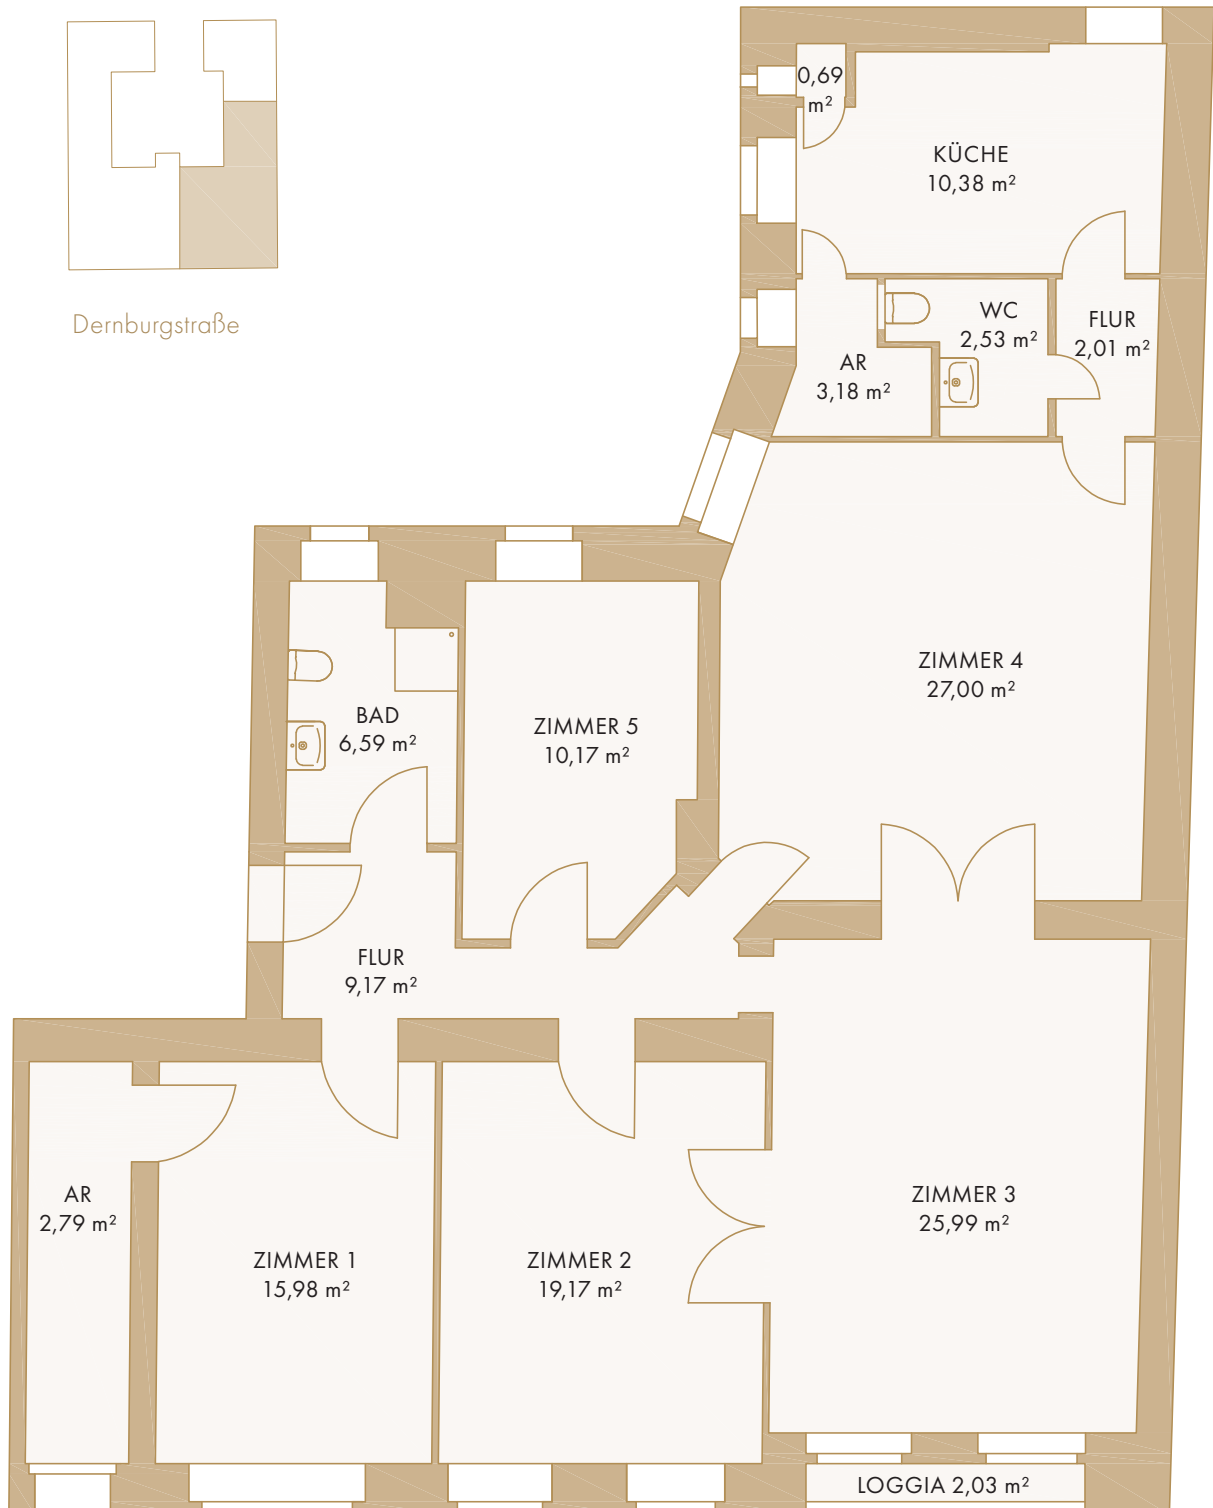 0,69
m²
KÜCHE
10,38 m²
Dernburgstraße
WC
2,53 m²
FLUR
2,01 m²
AR
3,18 m²
ZIMMER 4
27,00 m²
BAD
6,59 m²
ZIMMER 5
10,17 m²
FLUR
9,17 m²
AR
2,79 m²
ZIMMER 3
25,99 m²
ZIMMER 1
15,98 m²
ZIMMER 2
19,17 m²
LOGGIA 2,03 m²